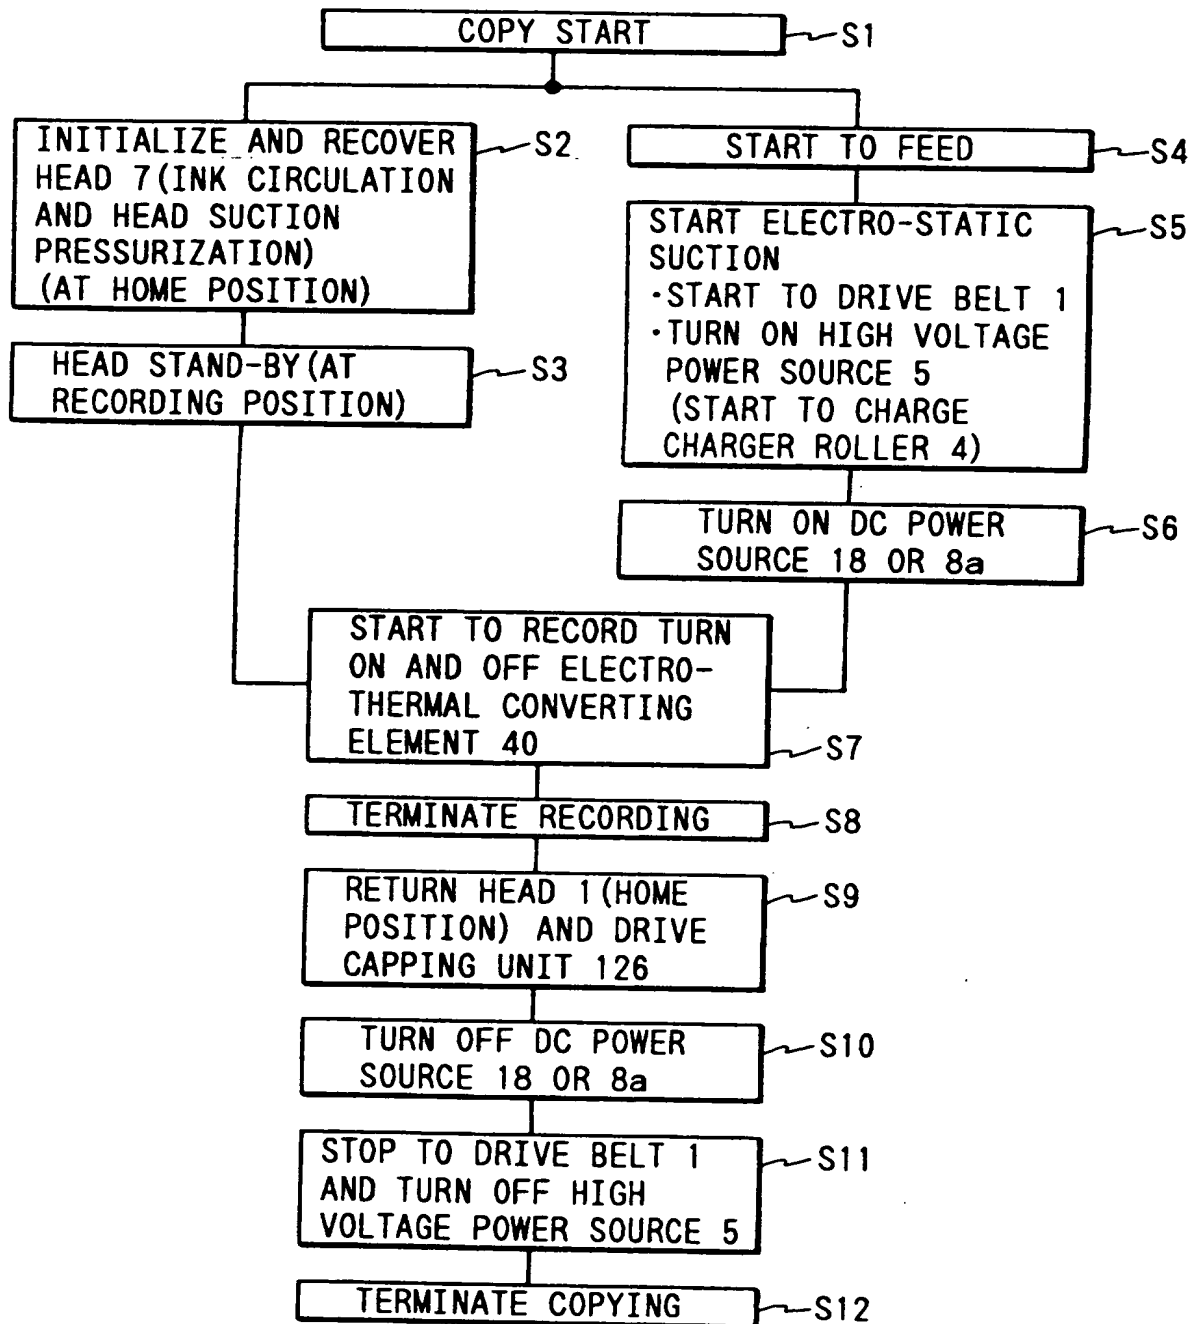 COPY START
S1
INITIALIZE AND RECOVER
HEAD 7(INK CIRCULATION
AND HEAD SUCTION
PRESSURIZATION)
(AT HOME POSITION)
S2
HEAD STAND-BY(AT
RECORDING POSITION)
S3
START TO FEED
S4
START ELECTRO-STATIC
SUCTION
·START TO DRIVE BELT 1
·TURN ON HIGH VOLTAGE
POWER SOURCE 5
(START TO CHARGE
CHARGER ROLLER 4)
S5
TURN ON DC POWER
SOURCE 18 OR 8a
S6
START TO RECORD TURN
ON AND OFF ELECTRO-
THERMAL CONVERTING
ELEMENT 40
S7
TERMINATE RECORDING
S8
RETURN HEAD 1(HOME
POSITION) AND DRIVE
CAPPING UNIT 126
S9
TURN OFF DC POWER
SOURCE 18 OR 8a
S10
STOP TO DRIVE BELT 1
AND TURN OFF HIGH
VOLTAGE POWER SOURCE 5
S11
TERMINATE COPYING
S12